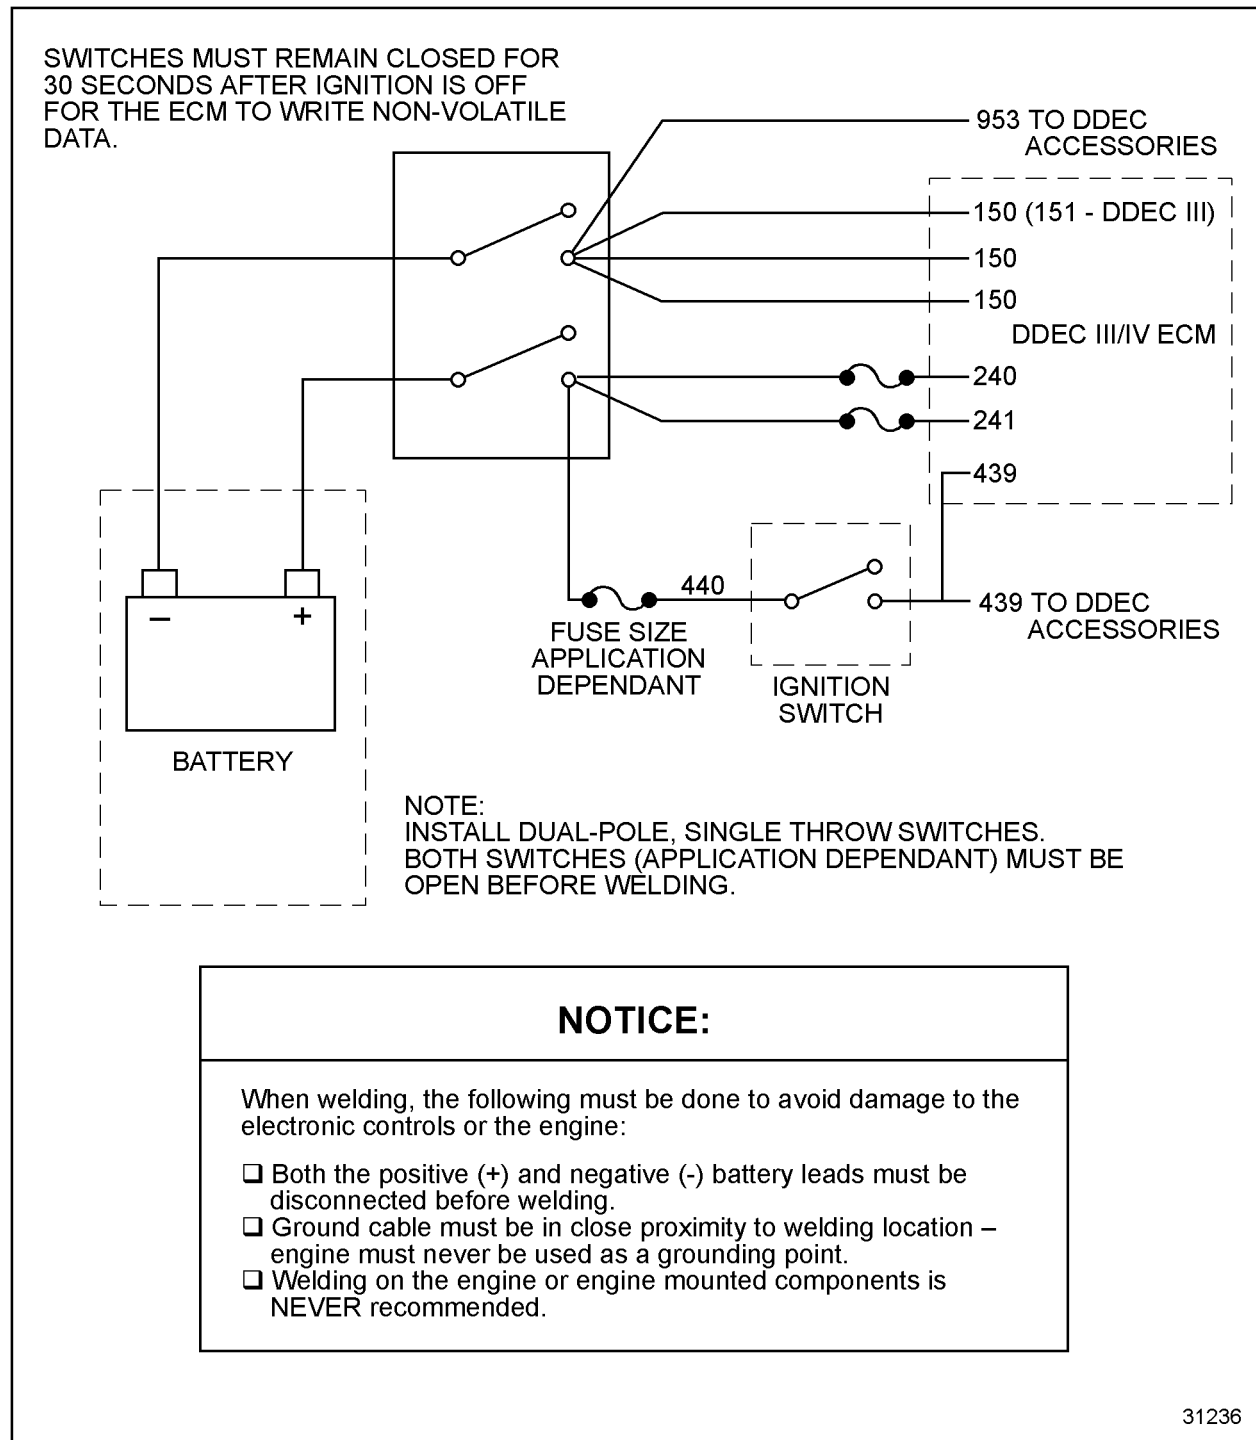 SWITCHES MUST REMAIN CLOSED FOR
30 SECONDS AFTER IGNITION IS OFF
FOR THE ECM TO WRITE NON-VOLATILE
DATA.
953 TO DDEC
ACCESSORIES
150 (151 - DDEC III)
150
150
DDEC III/IV ECM
240
241
439
440
439 TO DDEC
ACCESSORIES
FUSE SIZE
APPLICATION
DEPENDANT
IGNITION
SWITCH
– +
BATTERY
NOTE:
INSTALL DUAL-POLE, SINGLE THROW SWITCHES.
BOTH SWITCHES (APPLICATION DEPENDANT) MUST BE
OPEN BEFORE WELDING.
NOTICE:
When welding, the following must be done to avoid damage to the
electronic controls or the engine:
❑ Both the positive (+) and negative (-) battery leads must be
disconnected before welding.
❑ Ground cable must be in close proximity to welding location –
engine must never be used as a grounding point.
❑ Welding on the engine or engine mounted components is
NEVER recommended.
31236